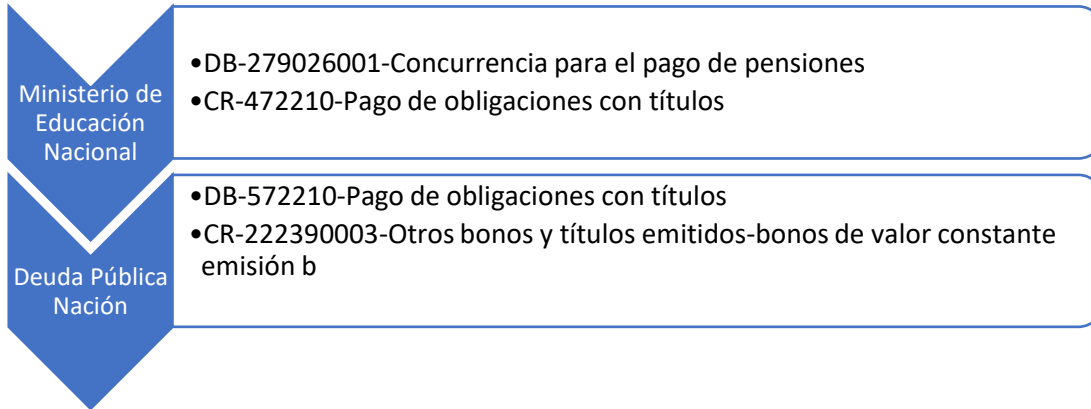 Ministerio de
Educación
Nacional
•DB-279026001-Concurrencia para el pago de pensiones
•CR-472210-Pago de obligaciones con títulos
Deuda Pública
Nación
•DB-572210-Pago de obligaciones con títulos
•CR-222390003-Otros bonos y títulos emitidos-bonos de valor constante
emisión b